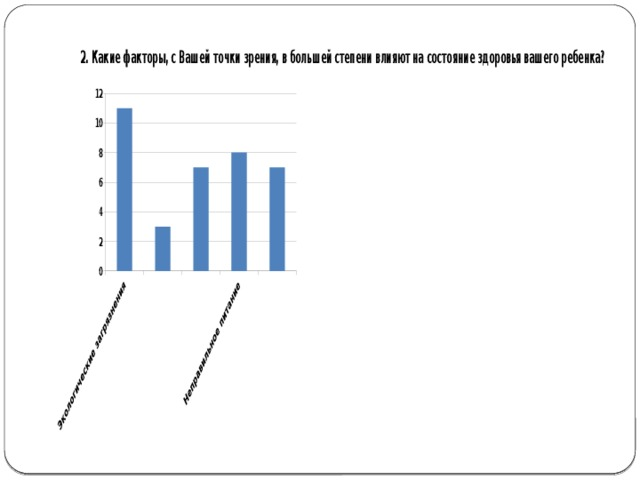 2. Какие факторы, с Вашей точки зрения, в большей степени влияют на состояние здоровья вашего ребенка?
12
10
8
6
4
2
0
Экологические загрязнения
Неправильное питание